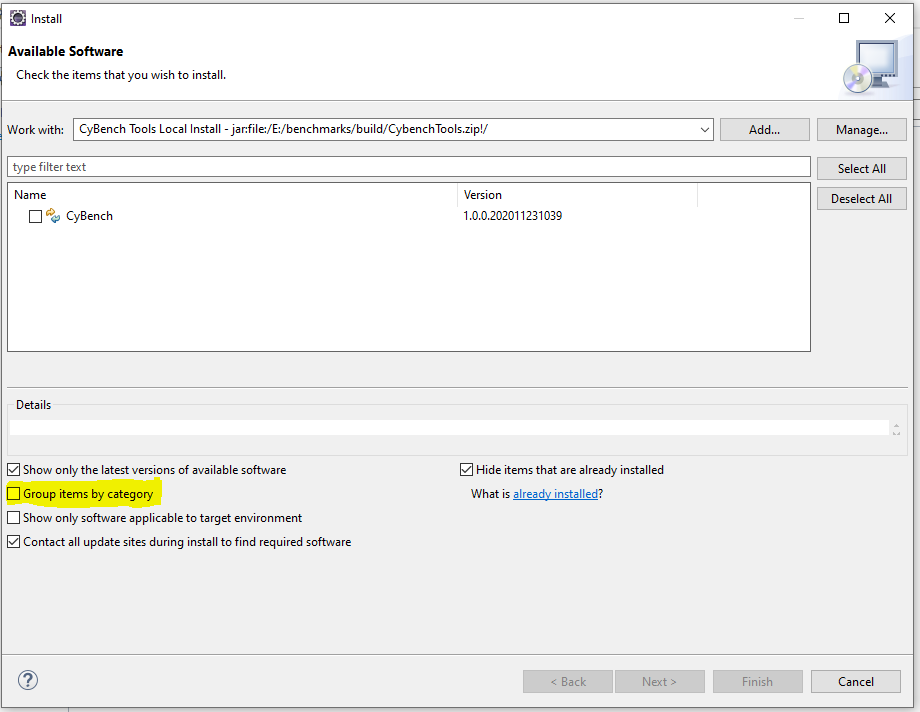 Install
Available Software
Check the items that you wish to install.
Work with: CyBench Tools Local Install - jar:file:/E:/benchmarks/build/CybenchTools.zip!/ Add... Manage...
type filter text Select All
Name Version Deselect All
CyBench 1.0.0.202011231039
Details
Show only the latest versions of available software Hide items that are already installed
Group items by category What is already installed?
Show only software applicable to target environment
Contact all update sites during install to find required software
? < Back Next > Finish Cancel